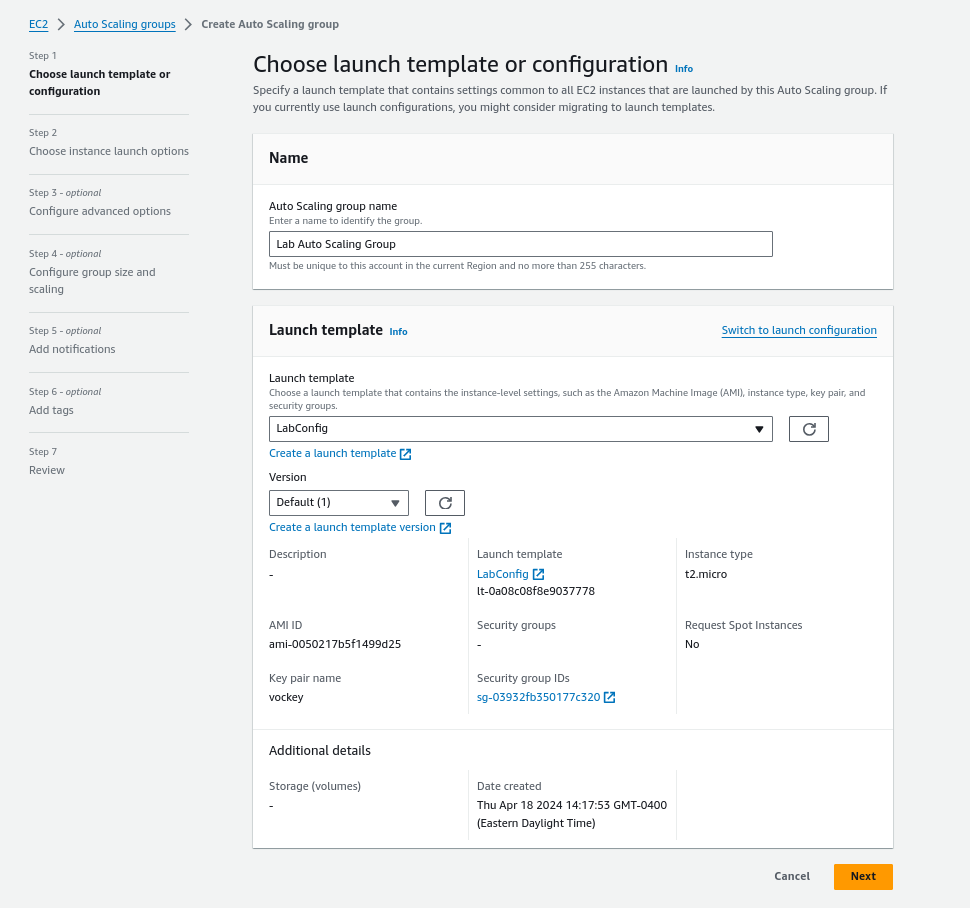 EC2 > Auto Scaling groups > Create Auto Scaling group
Step 1
Choose launch template or
configuration
Step 2
Choose instance launch options
Step 3 - optional
Configure advanced options
Step 4 - optional
Configure group size and
scaling
Step 5 - optional
Add notifications
Step 6 - optional
Add tags
Step 7
Review
Choose launch template or configuration Info
Specify a launch template that contains settings common to all EC2 instances that are launched by this Auto Scaling group. If
you currently use launch configurations, you might consider migrating to launch templates.
Name
Auto Scaling group name
Enter a name to identify the group.
Lab Auto Scaling Group
Must be unique to this account in the current Region and no more than 255 characters.
Launch template Info
Switch to launch configuration
Launch template
Choose a launch template that contains the instance-level settings, such as the Amazon Machine Image (AMI), instance type, key pair, and
security groups.
LabConfig
Create a launch template
Version
Default (1)
Create a launch template version
Description
-
Launch template
LabConfig
lt-0a08c08f8e9037778
Instance type
t2.micro
AMI ID
ami-0050217b5f1499d25
Security groups
-
Request Spot Instances
No
Key pair name
vockey
Security group IDs
sg-03932fb350177c320
Additional details
Storage (volumes)
-
Date created
Thu Apr 18 2024 14:17:53 GMT-0400
(Eastern Daylight Time)
Cancel
Next